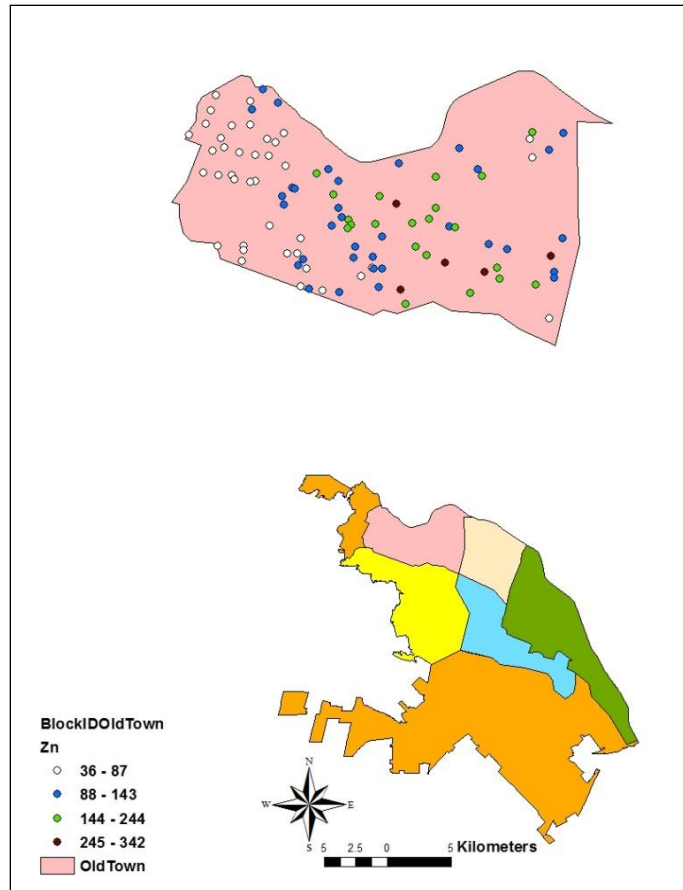 BlockIDOldTown
Zn
36 - 87
88 - 143
144 - 244
245 - 342
OldTown
N
W E
S
5 2.5 0 5 Kilometers